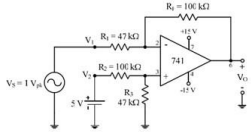 Rf = 100 kΩ
V1
R1 = 47 kΩ
+15 V
2
-
7
741
6
V2
R2 = 100 kΩ
3
+
4
-15 V
VS = 1 Vpk
R3
47 kΩ
5 V
+
VO
-